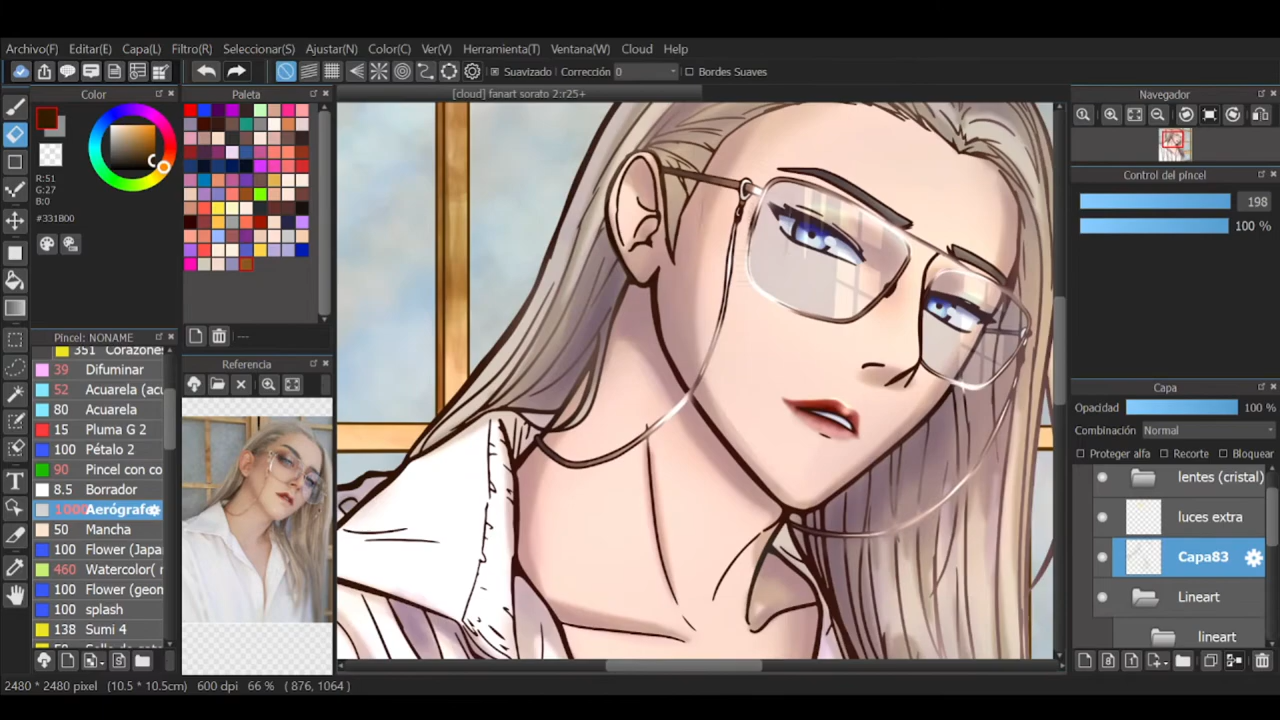 Archivo(F) Editar(E) Capa(L) Filtro(R) Seleccionar(S) Ajustar(N) Color(C) Ver(V) Herramienta(T) Ventana(W) Cloud Help
Suavizado Corrección 0 Bordes Suaves
Color
Paleta
[cloud] fanart sorato 2:r25+
Navegador
R:51
G:27
B:0
#331B00
---
Control del pincel
198
100 %
Pincel: NONAME
351 Corazones
39 Difuminar
52 Acuarela (acu
80 Acuarela
15 Pluma G 2
100 Pétalo 2
90 Pincel con co
8.5 Borrador
1000 Aerógrafo
50 Mancha
100 Flower (Japa
460 Watercolor( r
100 Flower (geon
100 splash
138 Sumi 4
Referencia
Capa
Opacidad 100 %
Combinación Normal
Proteger alfa Recorte Bloquear
lentes (cristal)
luces extra
Capa83
Lineart
lineart
2480 * 2480 pixel (10.5 * 10.5cm) 600 dpi 66 % ( 876, 1064 )